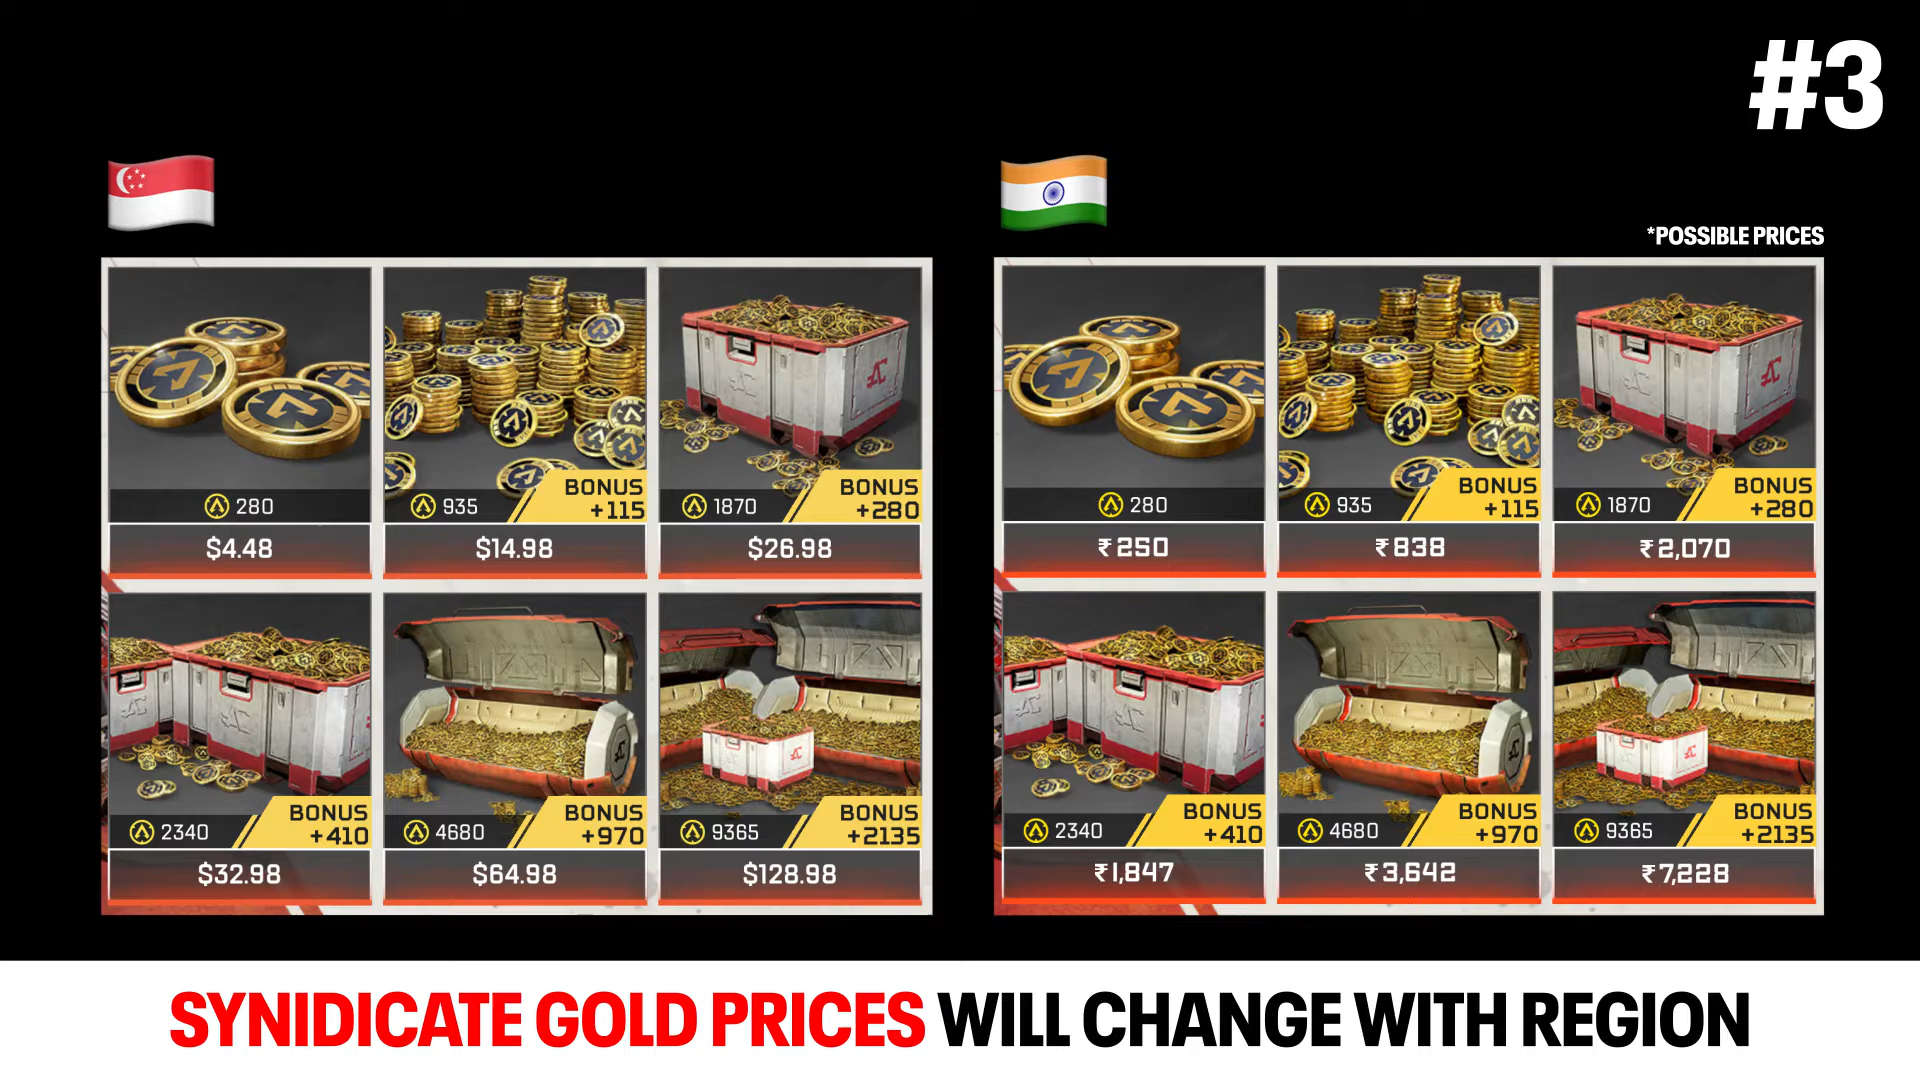 #3
*POSSIBLE PRICES
280
$4.48
935
BONUS
+115
$14.98
1870
BONUS
+280
$26.98
2340
BONUS
+410
$32.98
4680
BONUS
+970
$64.98
9365
BONUS
+2135
$128.98
280
₹250
935
BONUS
+115
₹838
1870
BONUS
+280
₹2,070
2340
BONUS
+410
₹1,847
4680
BONUS
+970
₹3,642
9365
BONUS
+2135
₹7,228
SYNIDICATE GOLD PRICES WILL CHANGE WITH REGION